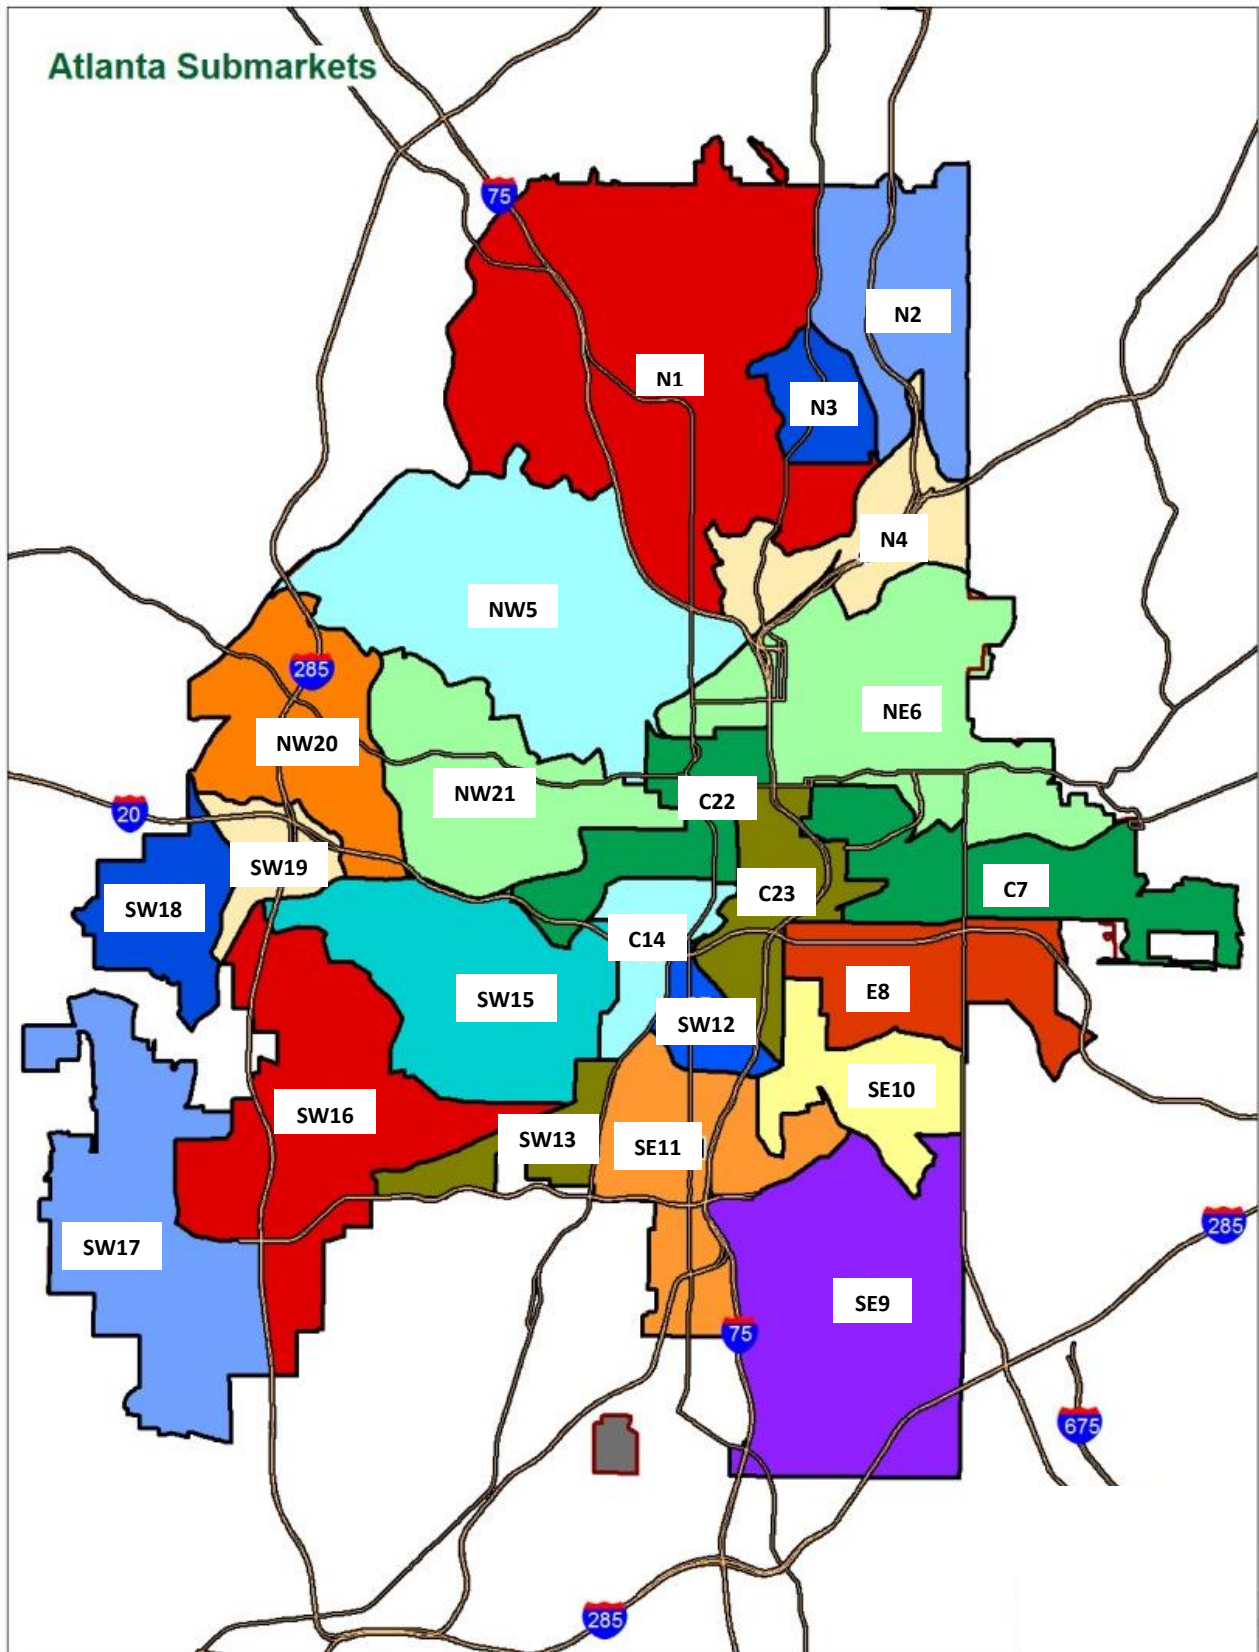 Atlanta Submarkets
75
N2
N1
N3
N4
NW5
285
NE6
NW20
NW21
C22
20
SW19
C7
C23
SW18
C14
E8
SW15
SW12
SE10
SW16
SW13
SE11
285
SW17
SE9
75
675
285